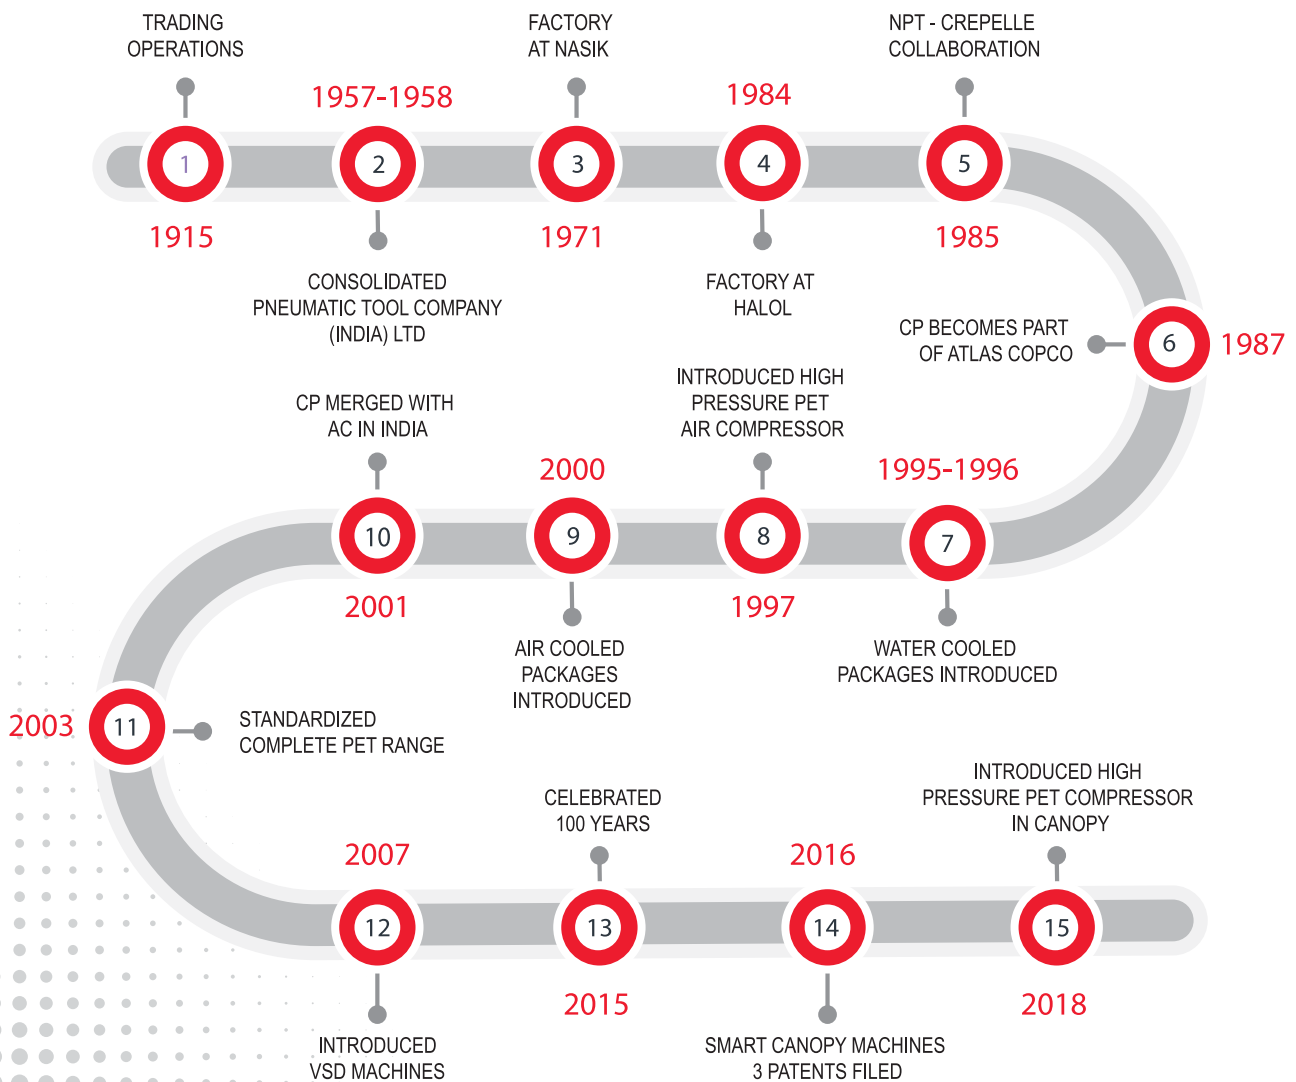 TRADING
OPERATIONS
1
1915
1957-1958
2
CONSOLIDATED
PNEUMATIC TOOL COMPANY
(INDIA) LTD
FACTORY
AT NASIK
3
1971
1984
4
FACTORY AT
HALOL
NPT - CREPELLE
COLLABORATION
5
1985
CP BECOMES PART
OF ATLAS COPCO
6
1987
1995-1996
7
WATER COOLED
PACKAGES INTRODUCED
INTRODUCED HIGH
PRESSURE PET
AIR COMPRESSOR
8
1997
2000
9
AIR COOLED
PACKAGES
INTRODUCED
CP MERGED WITH
AC IN INDIA
10
2001
2003
11
STANDARDIZED
COMPLETE PET RANGE
2007
12
INTRODUCED
VSD MACHINES
CELEBRATED
100 YEARS
13
2015
2016
14
SMART CANOPY MACHINES
3 PATENTS FILED
INTRODUCED HIGH
PRESSURE PET COMPRESSOR
IN CANOPY
15
2018